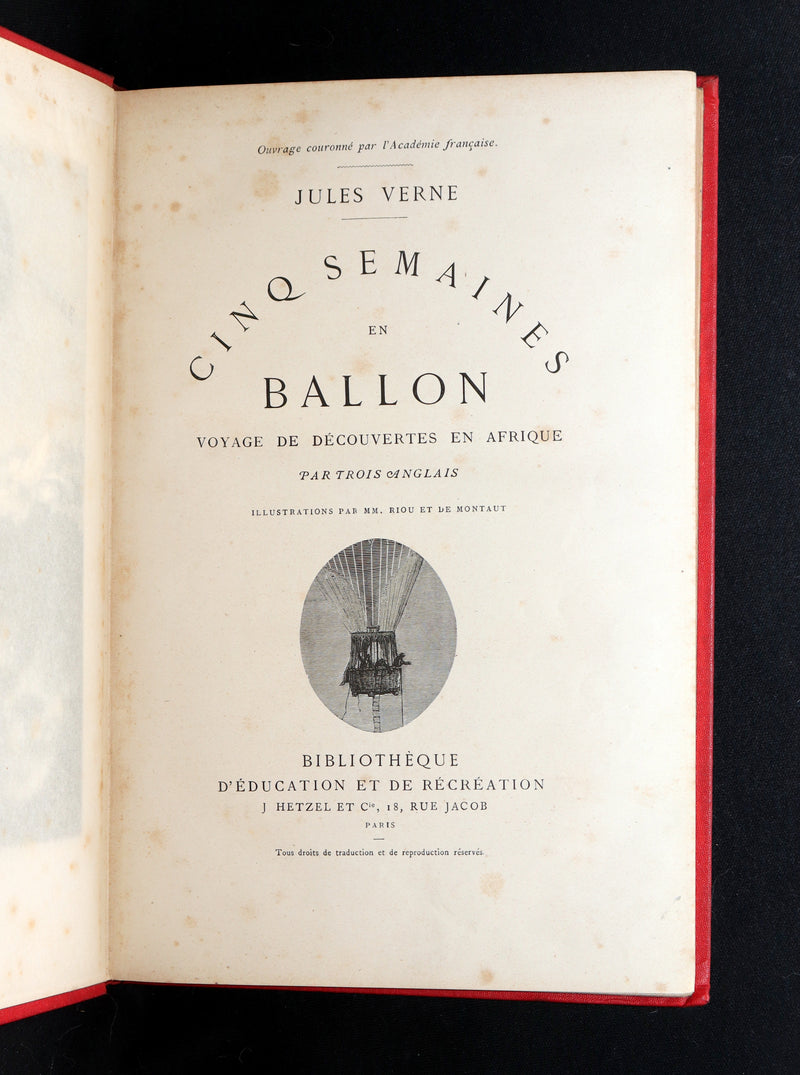 Ouvrage couronné par l'Académie française.
JULES VERNE
CINQ SEMAINES
EN
BALLON
VOYAGE DE DÉCOUVERTES EN AFRIQUE
PAR TROIS ANGLAIS
ILLUSTRATIONS PAR MM. RIOU ET DE MONTAUT
BIBLIOTHÈQUE
D'ÉDUCATION ET DE RÉCRÉATION
J HETZEL ET Cie, 18, RUE JACOB
PARIS
Tous droits de traduction et de reproduction réservés.